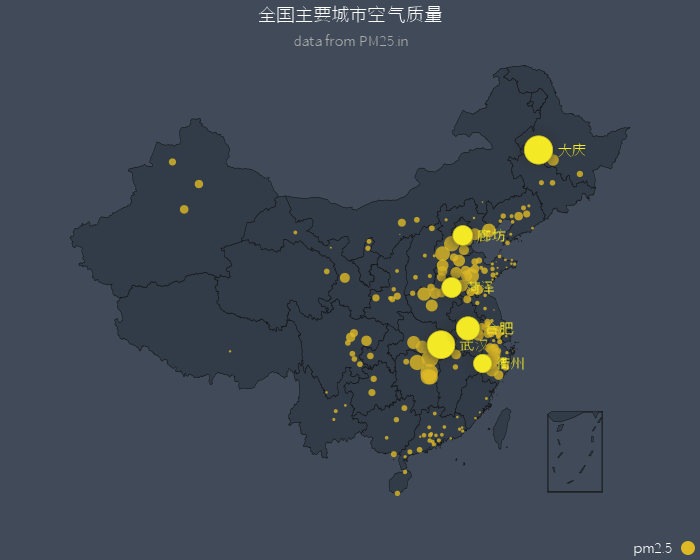 全国主要城市空气质量
data from PM25.in
大庆
廊坊
菏泽
合肥
武汉
衢州
pm2.5